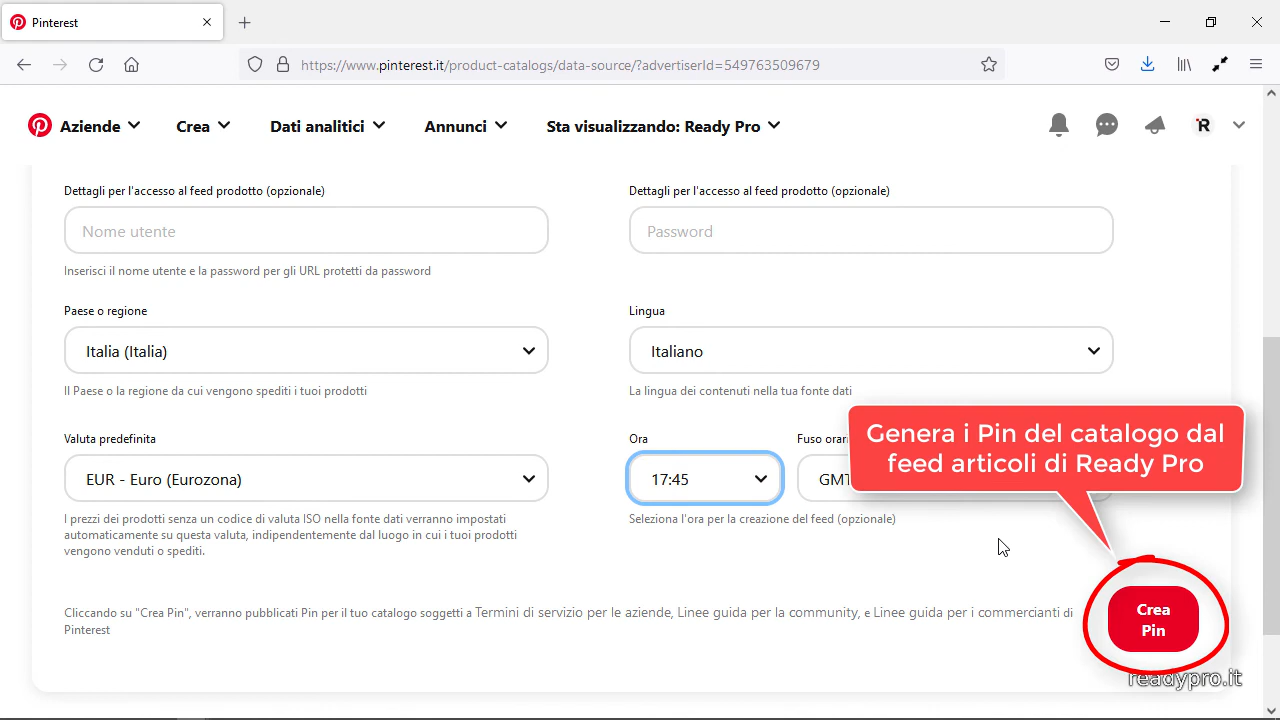 Pinterest
https://www.pinterest.it/product-catalogs/data-source/?advertiserId=549763509679
Aziende Crea Dati analitici Annunci Sta visualizzando: Ready Pro R
Dettagli per l'accesso al feed prodotto (opzionale) Dettagli per l'accesso al feed prodotto (opzionale)
Nome utente Password
Inserisci il nome utente e la password per gli URL protetti da password
Paese o regione Lingua
Italia (Italia) Italiano
Il Paese o la regione da cui vengono spediti i tuoi prodotti La lingua dei contenuti nella tua fonte dati
Genera i Pin del catalogo dal
feed articoli di Ready Pro
Valuta predefinita Ora Fuso
EUR - Euro (Eurozona) 17:45
I prezzi dei prodotti senza un codice di valuta ISO nella fonte dati verranno impostati Seleziona l'ora per la creazione del feed (opzionale)
automaticamente su questa valuta, indipendentemente dal luogo in cui i tuoi prodotti
vengono venduti o spediti.
Cliccando su "Crea Pin", verranno pubblicati Pin per il tuo catalogo soggetti a Termini di servizio per le aziende, Linee guida per la community, e Linee guida per i commercianti di
Pinterest
Crea
Pin
readypro.it